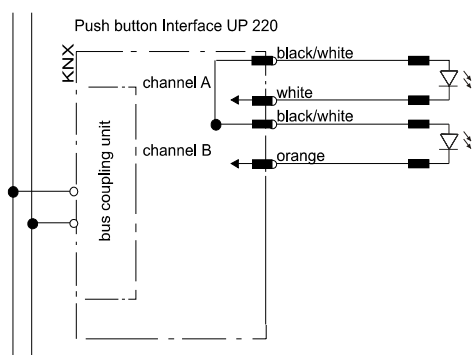 Push button Interface UP 220
KNX
black/white
channel A
white
black/white
channel B
orange
bus coupling unit